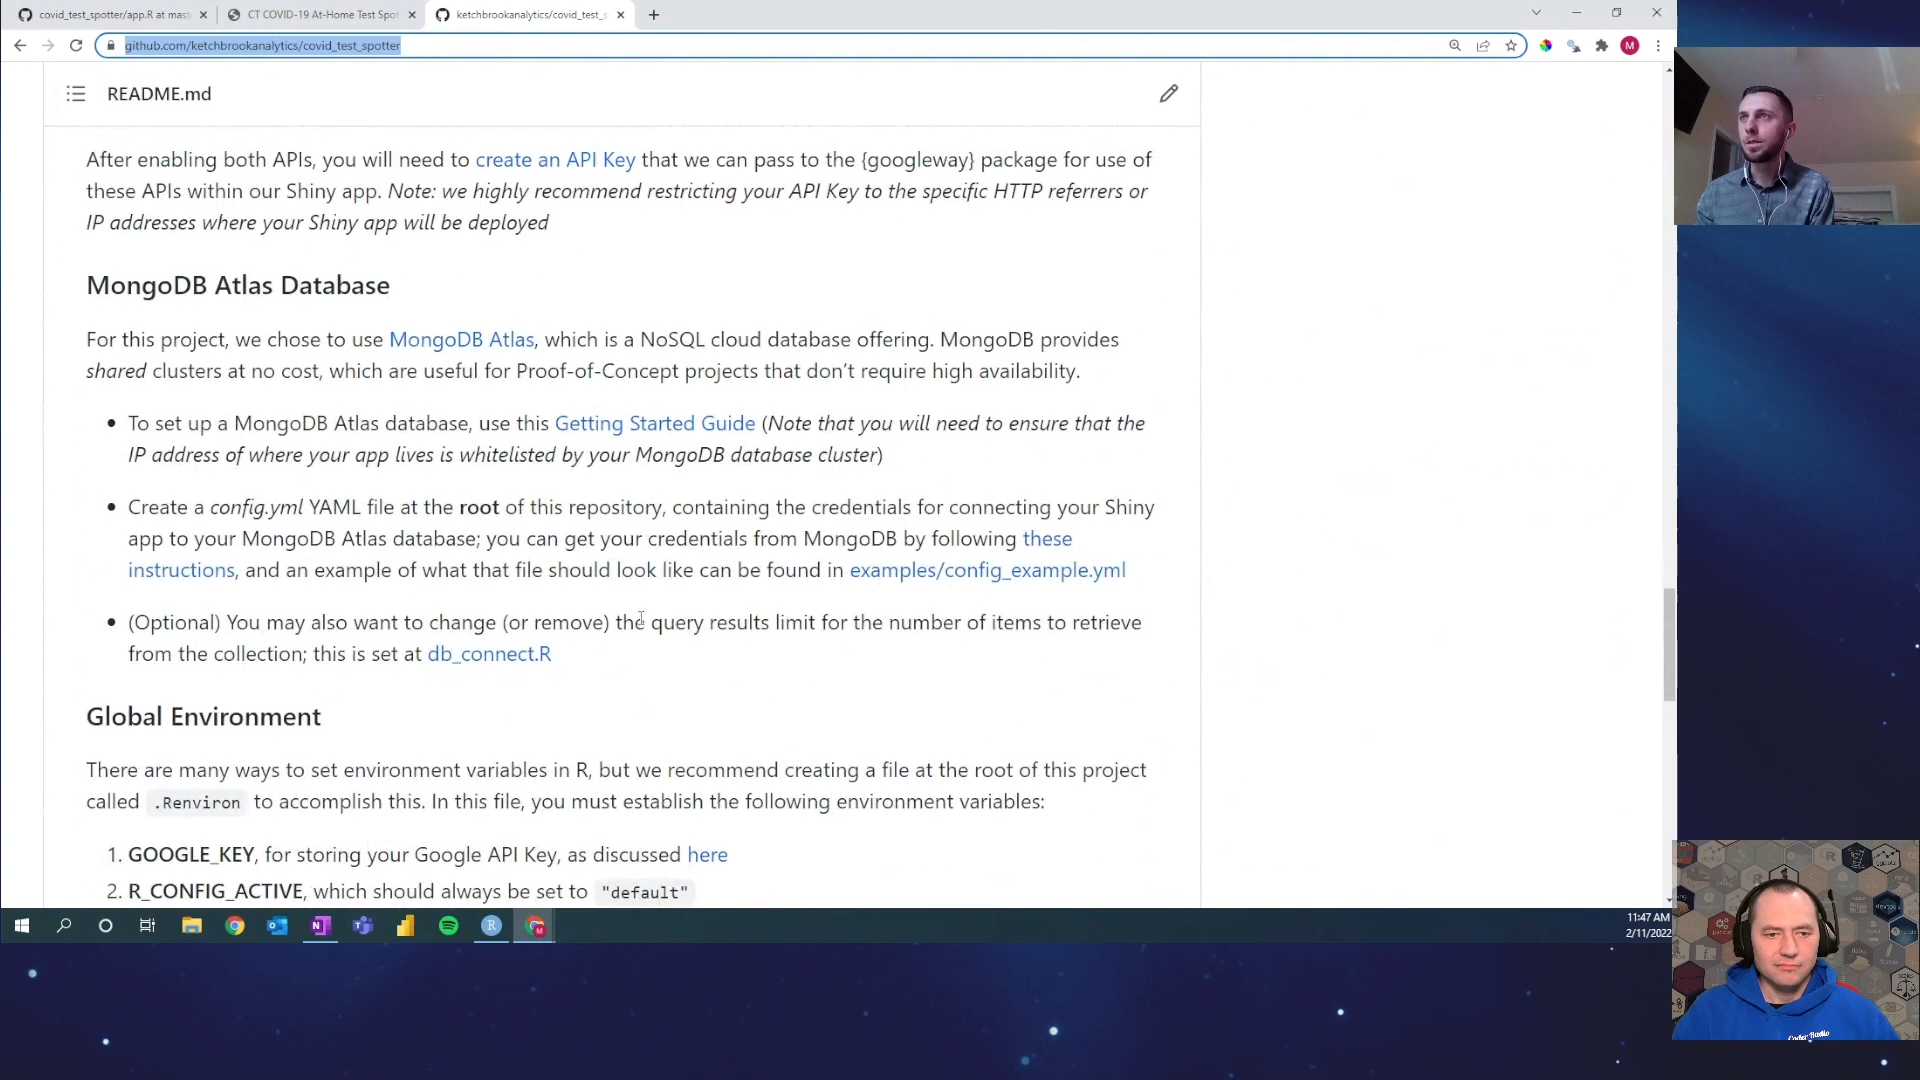 covid_test_spotter/app.R at mast
CT COVID-19 At-Home Test Spot
ketchbrookanalytics/covid_test_s
github.com/ketchbrookanalytics/covid_test_spotter
M
README.md
After enabling both APIs, you will need to create an API Key that we can pass to the {googleway} package for use of
these APIs within our Shiny app. Note: we highly recommend restricting your API Key to the specific HTTP referrers or
IP addresses where your Shiny app will be deployed
MongoDB Atlas Database
For this project, we chose to use MongoDB Atlas, which is a NoSQL cloud database offering. MongoDB provides
shared clusters at no cost, which are useful for Proof-of-Concept projects that don’t require high availability.
• To set up a MongoDB Atlas database, use this Getting Started Guide (Note that you will need to ensure that the
IP address of where your app lives is whitelisted by your MongoDB database cluster)
• Create a config.yml YAML file at the root of this repository, containing the credentials for connecting your Shiny
app to your MongoDB Atlas database; you can get your credentials from MongoDB by following these
instructions, and an example of what that file should look like can be found in examples/config_example.yml
• (Optional) You may also want to change (or remove) the query results limit for the number of items to retrieve
from the collection; this is set at db_connect.R
Global Environment
There are many ways to set environment variables in R, but we recommend creating a file at the root of this project
called .Renviron to accomplish this. In this file, you must establish the following environment variables:
1. GOOGLE_KEY, for storing your Google API Key, as discussed here
2. R_CONFIG_ACTIVE, which should always be set to "default"
11:47 AM
2/11/2022
Coder Radio